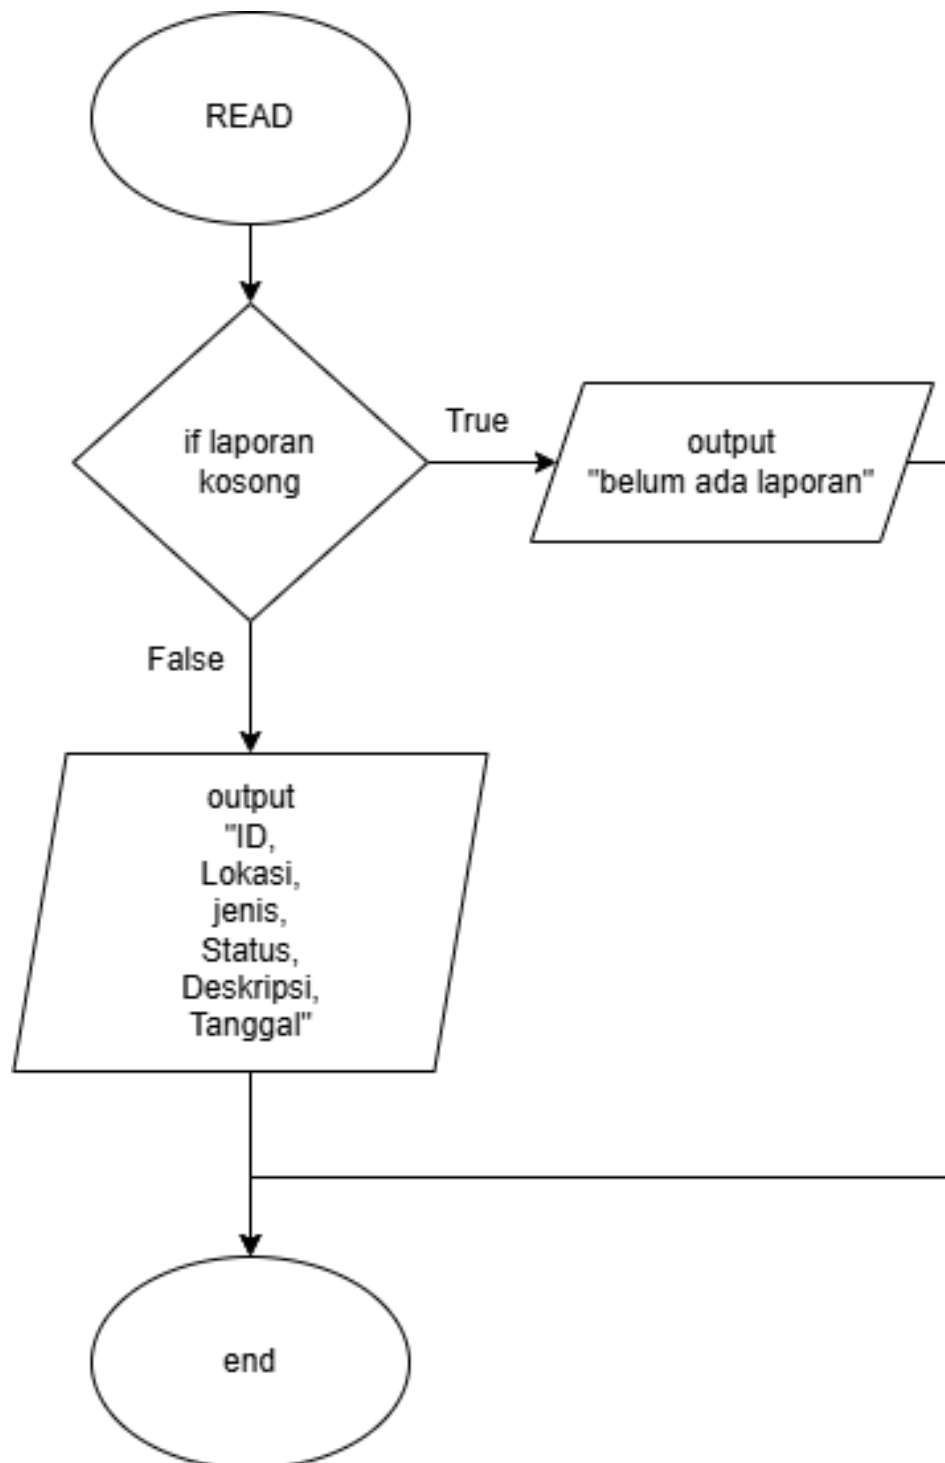 READ
if laporan
kosong
True
output
"belum ada laporan"
False
output
"ID,
Lokasi,
jenis,
Status,
Deskripsi,
Tanggal"
end